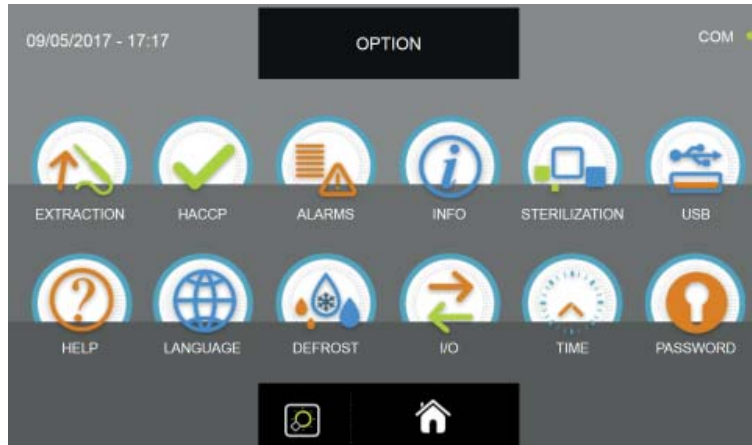 09/05/2017 - 17:17 OPTION COM
EXTRACTION HACCP ALARMS INFO STERILIZATION USB
HELP LANGUAGE DEFROST I/O TIME PASSWORD